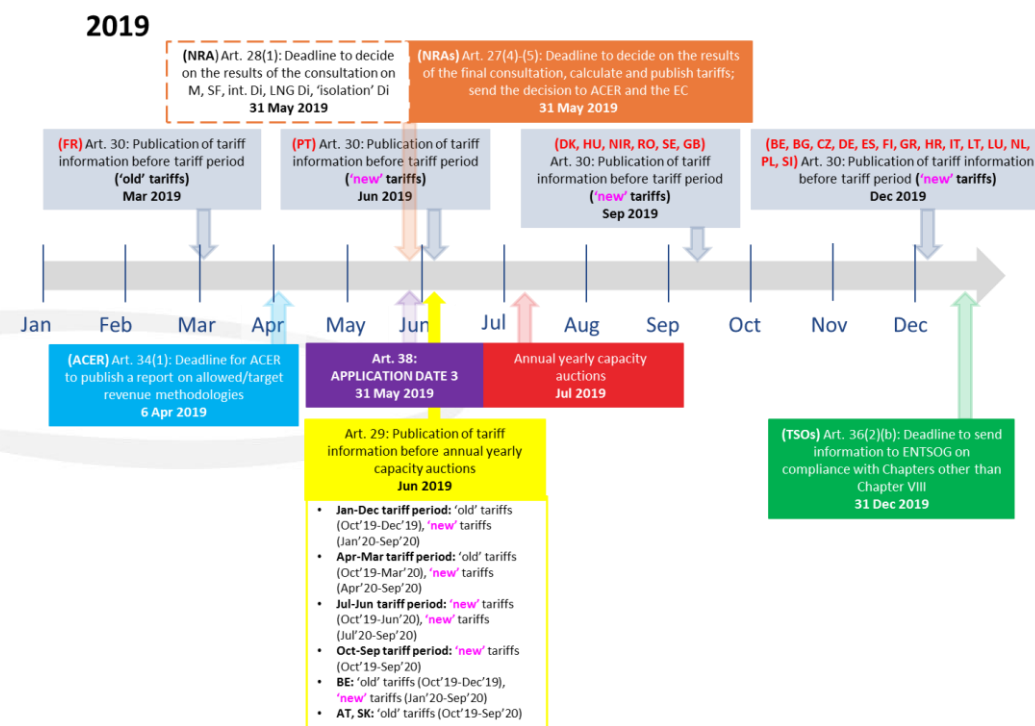 2019
(NRA) Art. 28(1): Deadline to decide
on the results of the consultation on
M, SF, int. Di, LNG Di, 'isolation' Di
31 May 2019
(NRAs) Art. 27(4)-(5): Deadline to decide on the results
of the final consultation, calculate and publish tariffs;
send the decision to ACER and the EC
31 May 2019
(FR) Art. 30: Publication of tariff
information before tariff period
('old' tariffs)
Mar 2019
(PT) Art. 30: Publication of tariff
information before tariff period
('new' tariffs)
Jun 2019
(DK, HU, NIR, RO, SE, GB)
Art. 30: Publication of tariff
information before tariff period
('new' tariffs)
Sep 2019
(BE, BG, CZ, DE, ES, FI, GR, HR, IT, LT, LU, NL,
PL, SI) Art. 30: Publication of tariff information
before tariff period ('new' tariffs)
Dec 2019
Jan
Feb
Mar
Apr
May
Jun
Jul
Aug
Sep
Oct
Nov
Dec
(ACER) Art. 34(1): Deadline for ACER
to publish a report on allowed/target
revenue methodologies
6 Apr 2019
Art. 38:
APPLICATION DATE 3
31 May 2019
Annual yearly capacity
auctions
Jul 2019
Art. 29: Publication of tariff
information before annual yearly
capacity auctions
Jun 2019
(TSOs) Art. 36(2)(b): Deadline to send
information to ENTSOG on
compliance with Chapters other than
Chapter VIII
31 Dec 2019
• Jan-Dec tariff period: 'old' tariffs
(Oct'19-Dec'19), 'new' tariffs
(Jan'20-Sep'20)
• Apr-Mar tariff period: 'old' tariffs
(Oct'19-Mar'20), 'new' tariffs
(Apr'20-Sep'20)
• Jul-Jun tariff period: 'new' tariffs
(Oct'19-Jun'20), 'new' tariffs
(Jul'20-Sep'20)
• Oct-Sep tariff period: 'new' tariffs
(Oct'19-Sep'20)
• BE: 'old' tariffs (Oct'19-Dec'19),
'new' tariffs (Jan'20-Sep'20)
• AT, SK: 'old' tariffs (Oct'19-Sep'20)